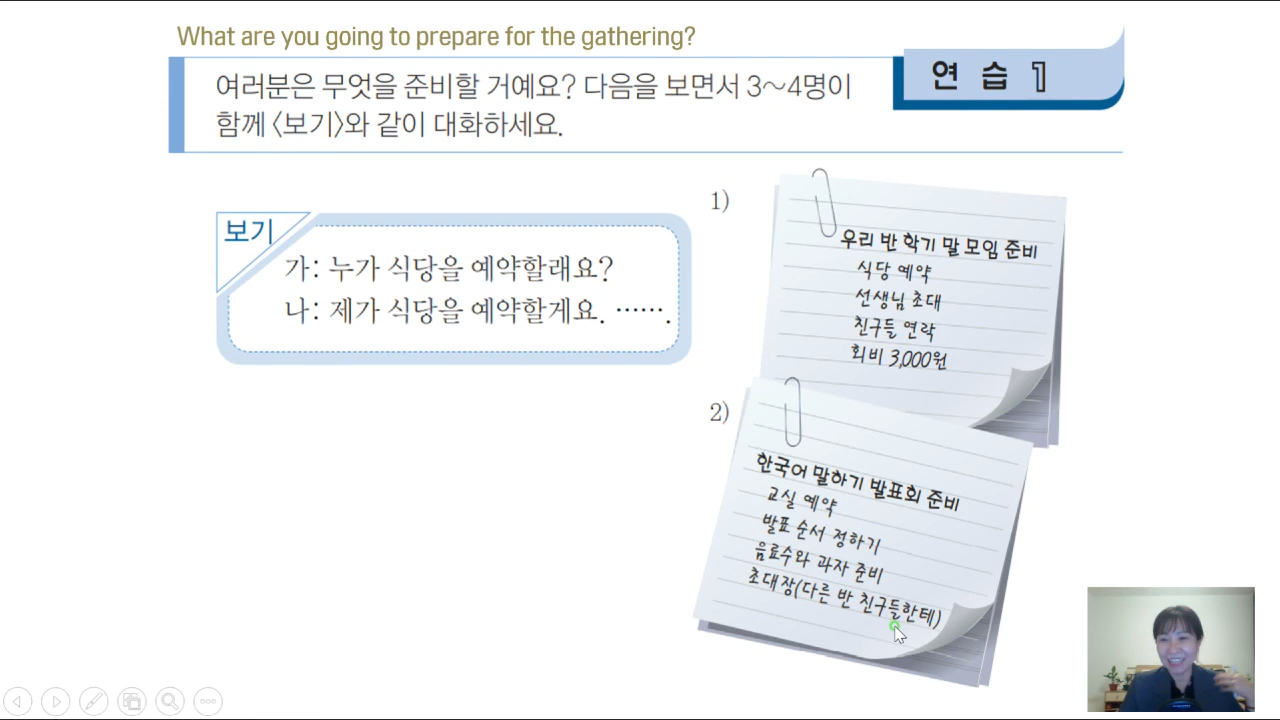 What are you going to prepare for the gathering?
여러분은 무엇을 준비할 거예요? 다음을 보면서 3~4명이
함께 〈보기〉와 같이 대화하세요.
연 습 1
보기
가: 누가 식당을 예약할래요?
나: 제가 식당을 예약할게요. …….
1)
우리 반 학기 말 모임 준비
식당 예약
선생님 초대
친구들 연락
회비 3,000원
2)
한국어 말하기 발표회 준비
교실 예약
발표 순서 정하기
음료수와 과자 준비
초대장(다른 반 친구들한테)